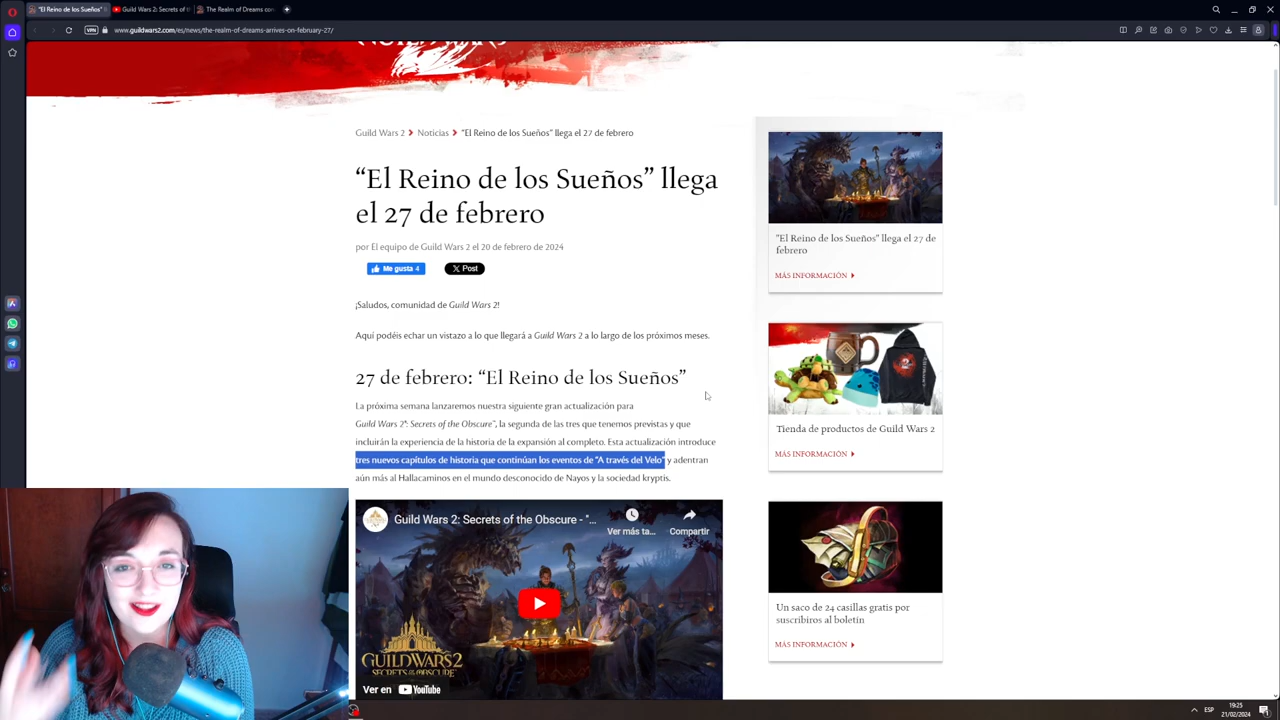 "El Reino de los Sueños"
Guild Wars 2: Secrets of th
The Realm of Dreams con
VPN
www.guildwars2.com/es/news/the-realm-of-dreams-arrives-on-february-27/
Guild Wars 2
Noticias
"El Reino de los Sueños" llega el 27 de febrero
“El Reino de los Sueños” llega
el 27 de febrero
por El equipo de Guild Wars 2 el 20 de febrero de 2024
Me gusta 4
X Post
¡Saludos, comunidad de Guild Wars 2!
Aquí podéis echar un vistazo a lo que llegará a Guild Wars 2 a lo largo de los próximos meses.
27 de febrero: “El Reino de los Sueños”
La próxima semana lanzaremos nuestra siguiente gran actualización para
Guild Wars 2®: Secrets of the Obscure™, la segunda de las tres que tenemos previstas y que
incluirán la experiencia de la historia de la expansión al completo. Esta actualización introduce
tres nuevos capítulos de historia que continúan los eventos de “A través del Velo” y adentran
aún más al Hallacaminos en el mundo desconocido de Nayos y la sociedad kryptis.
Guild Wars 2: Secrets of the Obscure - "...
Ver más ta...
Compartir
GUILD WARS 2
SECRETS OF THE OBSCURE
Ver en YouTube
"El Reino de los Sueños" llega el 27 de
febrero
MÁS INFORMACIÓN
Tienda de productos de Guild Wars 2
MÁS INFORMACIÓN
Un saco de 24 casillas gratis por
suscribiros al boletín
MÁS INFORMACIÓN
ESP
19:25
21/02/2024